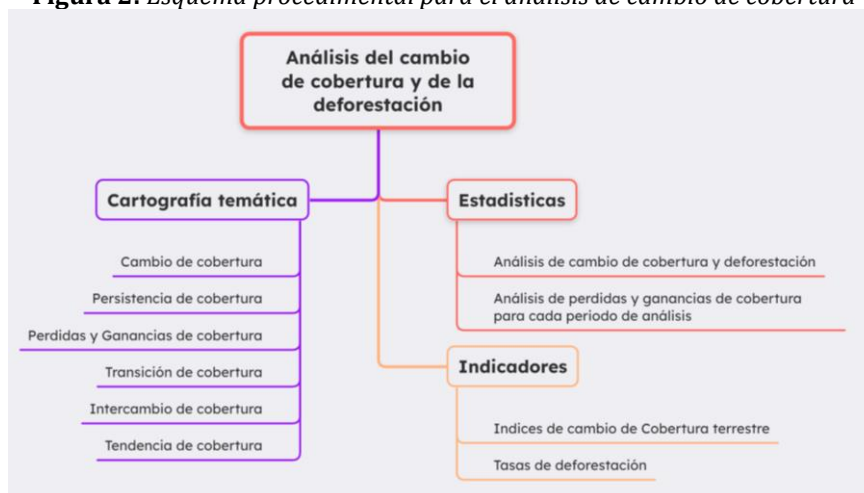 Figura 2. Esquema procedimental para el análisis de cambio de cobertura
Análisis del cambio
de cobertura y de la
deforestación
Cartografía temática
Cambio de cobertura
Persistencia de cobertura
Perdidas y Ganancias de cobertura
Transición de cobertura
Intercambio de cobertura
Tendencia de cobertura
Estadisticas
Análisis de cambio de cobertura y deforestación
Análisis de perdidas y ganancias de cobertura
para cada periodo de análisis
Indicadores
Indices de cambio de Cobertura terrestre
Tasas de deforestación